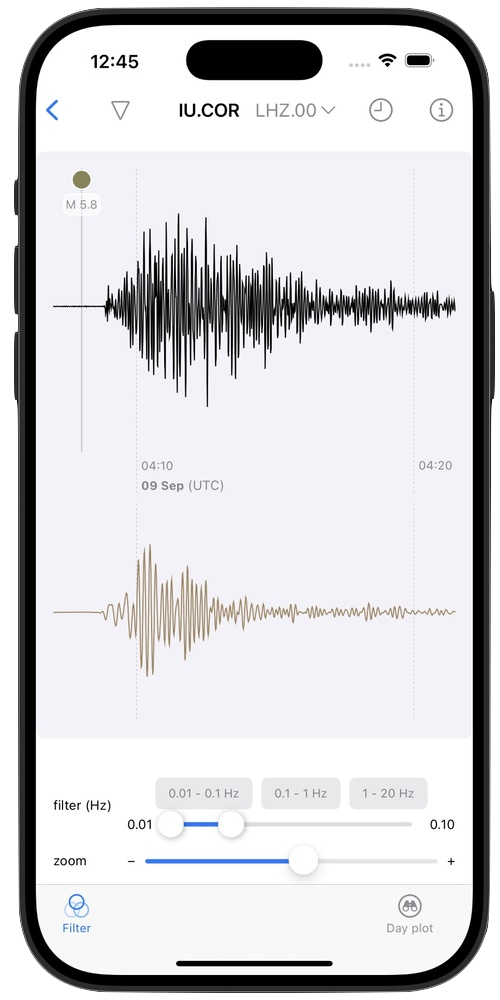 12:45
IU.COR LHZ.00
M 5.8
04:10 04:20
09 Sep (UTC)
0.01 - 0.1 Hz 0.1 - 1 Hz 1 - 20 Hz
filter (Hz)
0.01 0.10
zoom - +
Filter Day plot